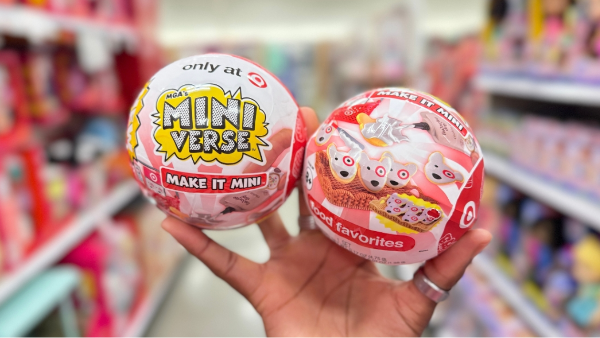 only at
MGA's
MINI
VERSE
MAKE IT MINI
MAKE IT MINI
food favorites